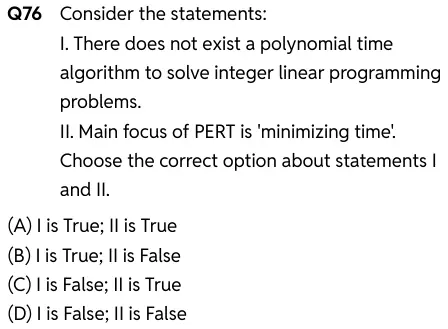 Q76 Consider the statements:
I. There does not exist a polynomial time
algorithm to solve integer linear programming
problems.
II. Main focus of PERT is 'minimizing time'.
Choose the correct option about statements I
and II.
(A) I is True; II is True
(B) I is True; II is False
(C) I is False; II is True
(D) I is False; II is False